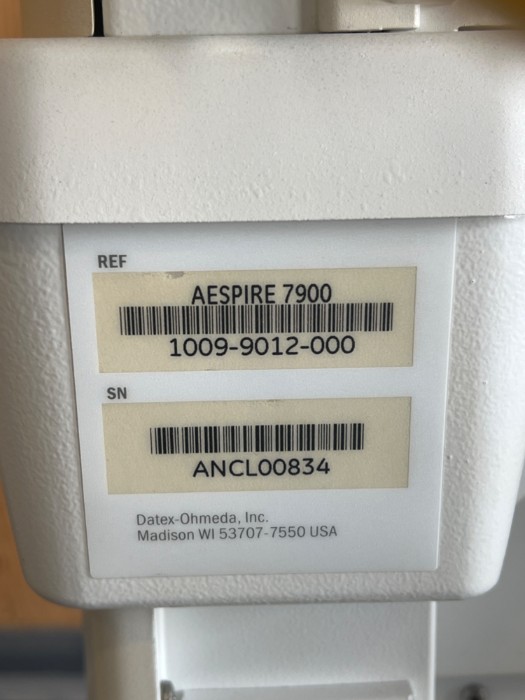 REF
AESPIRE 7900
1009-9012-000
SN
ANCL00834
Datex-Ohmeda, Inc.
Madison WI 53707-7550 USA